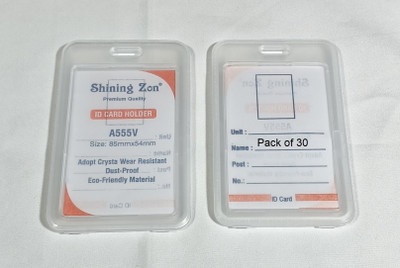 Shining Zon
Premium Quality
ID CARD HOLDER
A555V
Size: 86mmx54mm
Adopt Crysta Wear Resistant
Dust-Proof
Eco-Friendly Material
ID Card
Unit :
Name : Pack of 30
Post :
No.:
ID Card